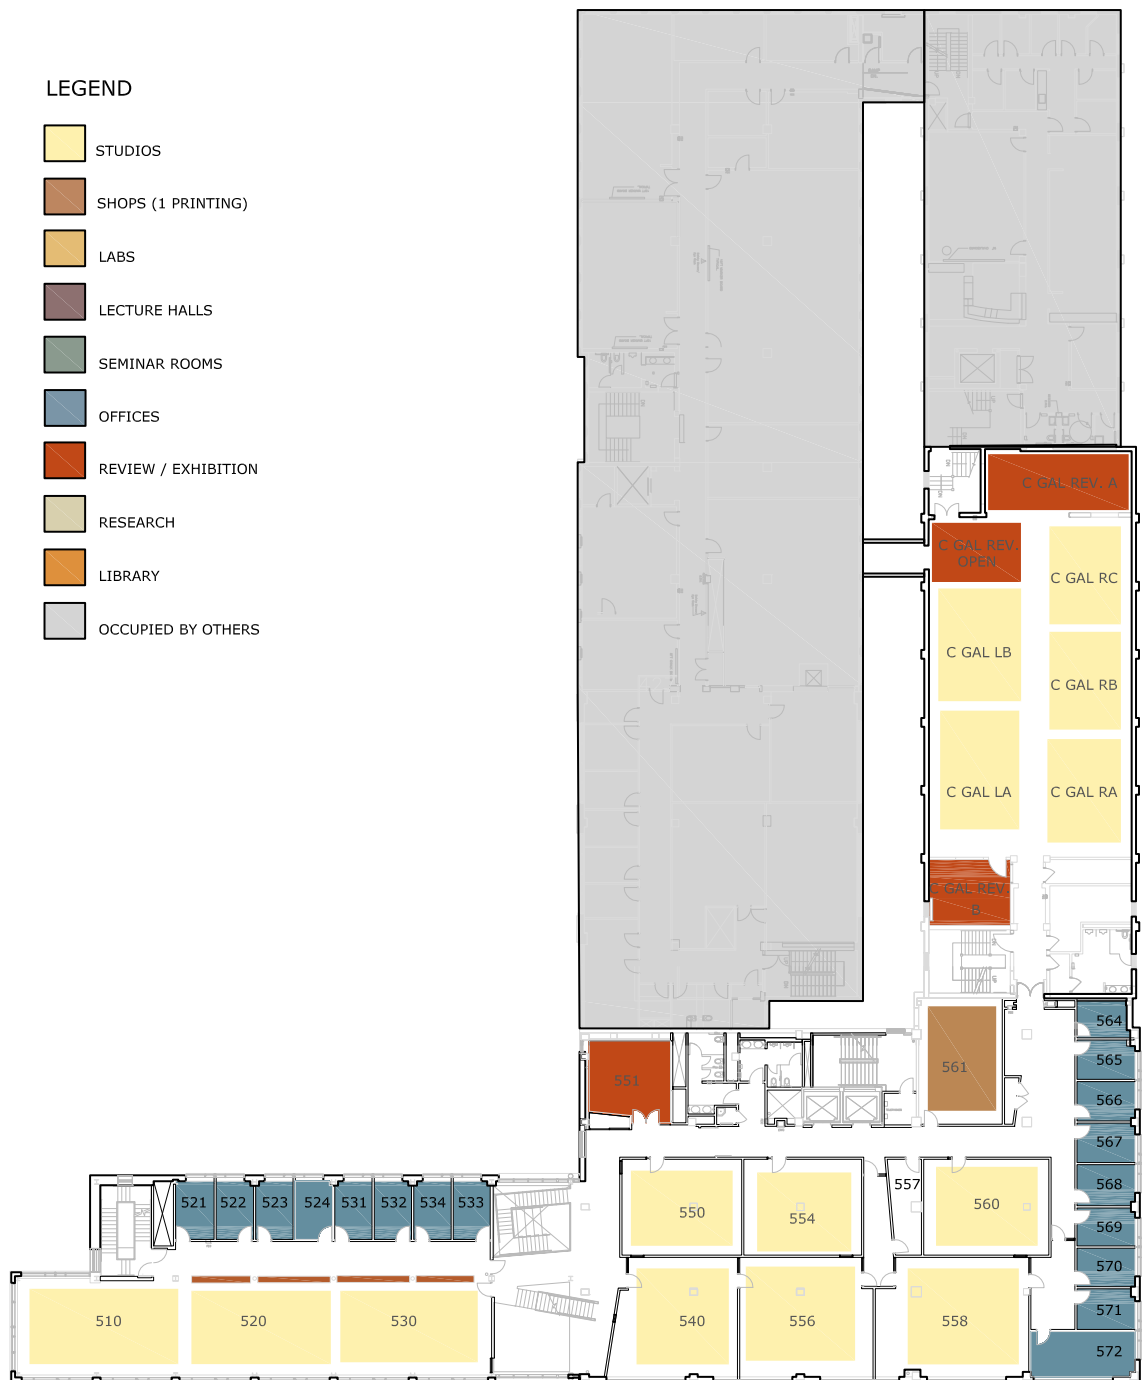 LEGEND
STUDIOS
SHOPS (1 PRINTING)
LABS
LECTURE HALLS
SEMINAR ROOMS
OFFICES
REVIEW / EXHIBITION
RESEARCH
LIBRARY
OCCUPIED BY OTHERS
C GAL REV. A
C GAL REV.
OPEN
C GAL RC
C GAL LB
C GAL RB
C GAL LA
C GAL RA
C GAL REV.
B
564
561
565
551
566
567
557
568
521
522
523
524
531
532
534
533
550
554
560
569
570
571
510
520
530
540
556
558
572